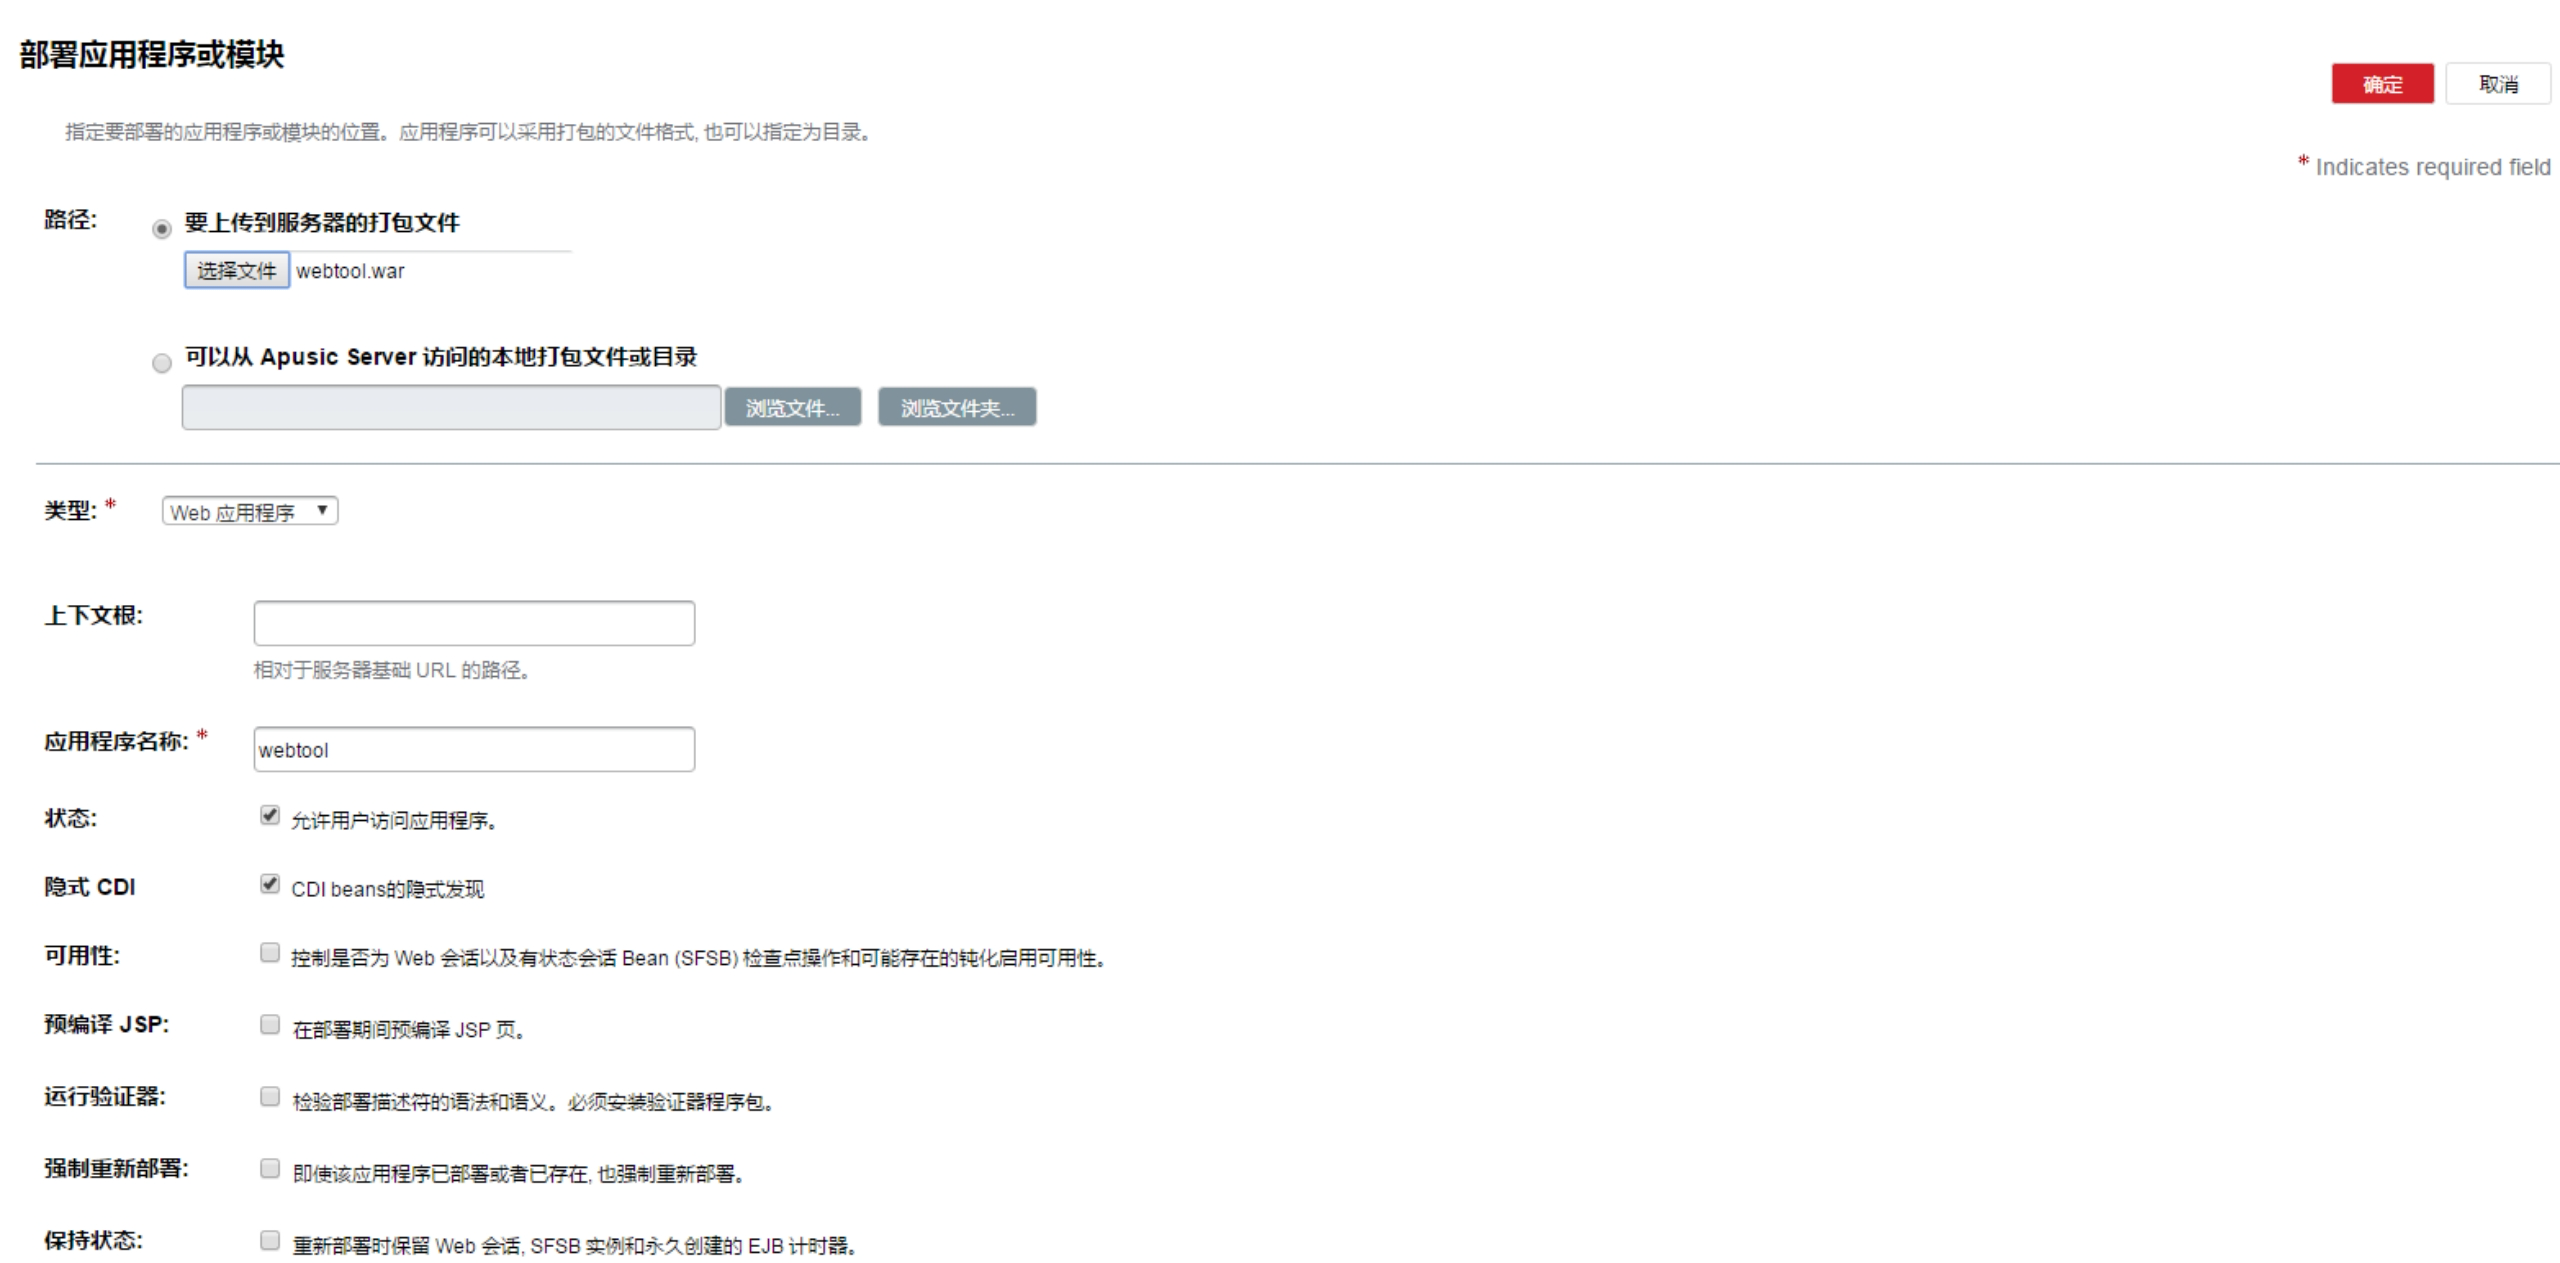 部署应用程序或模块
确定 取消
指定要部署的应用程序或模块的位置。应用程序可以采用打包的文件格式, 也可以指定为目录。
* Indicates required field
路径: 要上传到服务器的打包文件
选择文件 webtool.war
可以从 Apusic Server 访问的本地打包文件或目录
浏览文件... 浏览文件夹...
类型: * Web 应用程序
上下文根:
相对于服务器基础 URL 的路径。
应用程序名称: * webtool
状态: 允许用户访问应用程序。
隐式 CDI CDI beans的隐式发现
可用性: 控制是否为 Web 会话以及有状态会话 Bean (SFSB) 检查点操作和可能存在的钝化启用可用性。
预编译 JSP: 在部署期间预编译 JSP 页。
运行验证器: 检验部署描述符的语法和语义。必须安装验证器程序包。
强制重新部署: 即使该应用程序已部署或者已存在, 也强制重新部署。
保持状态: 重新部署时保留 Web 会话, SFSB 实例和永久创建的 EJB 计时器。